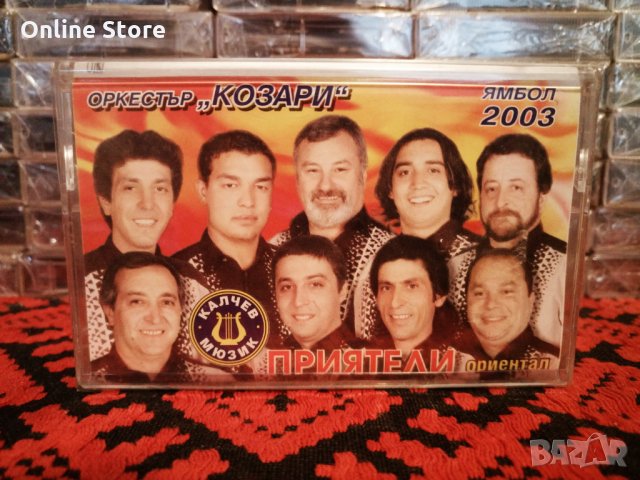 Online Store
ОРКЕСТЪР „КОЗАРИ“
ЯМБОЛ
2003
КАЛЧЕВ
МЮЗИК
ПРИЯТЕЛИ
ориентал
BAZAR